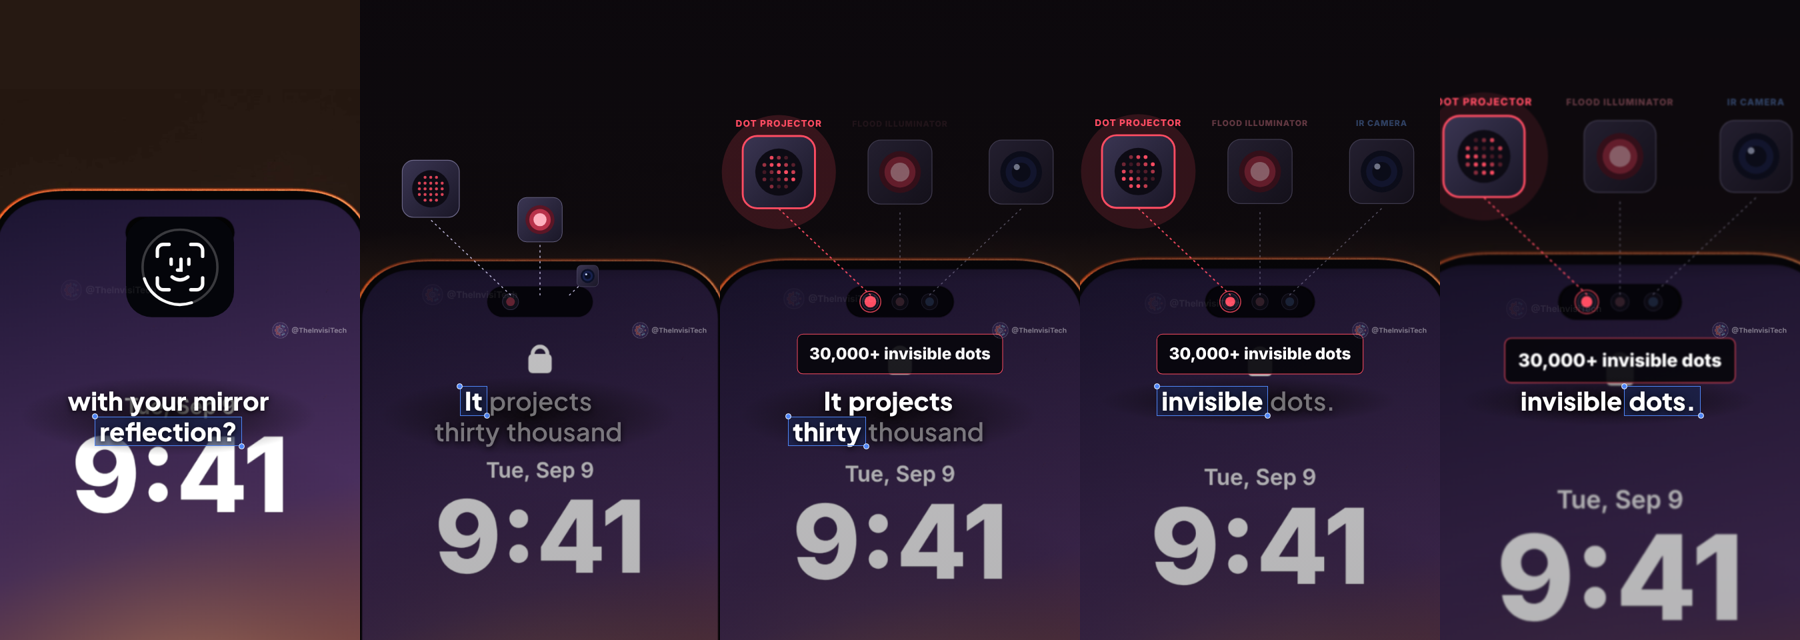 @TheInvisiTech
with your mirror
reflection?
9:41
@TheInvisiTech
It projects
thirty thousand
Tue, Sep 9
9:41
DOT PROJECTOR
FLOOD ILLUMINATOR
@TheInvisiTech
30,000+ invisible dots
It projects
thirty thousand
Tue, Sep 9
9:41
DOT PROJECTOR
FLOOD ILLUMINATOR
IR CAMERA
@TheInvisiTech
30,000+ invisible dots
invisible dots.
Tue, Sep 9
9:41
DOT PROJECTOR
FLOOD ILLUMINATOR
IR CAMERA
@TheInvisiTech
30,000+ invisible dots
invisible dots.
Tue, Sep 9
9:41